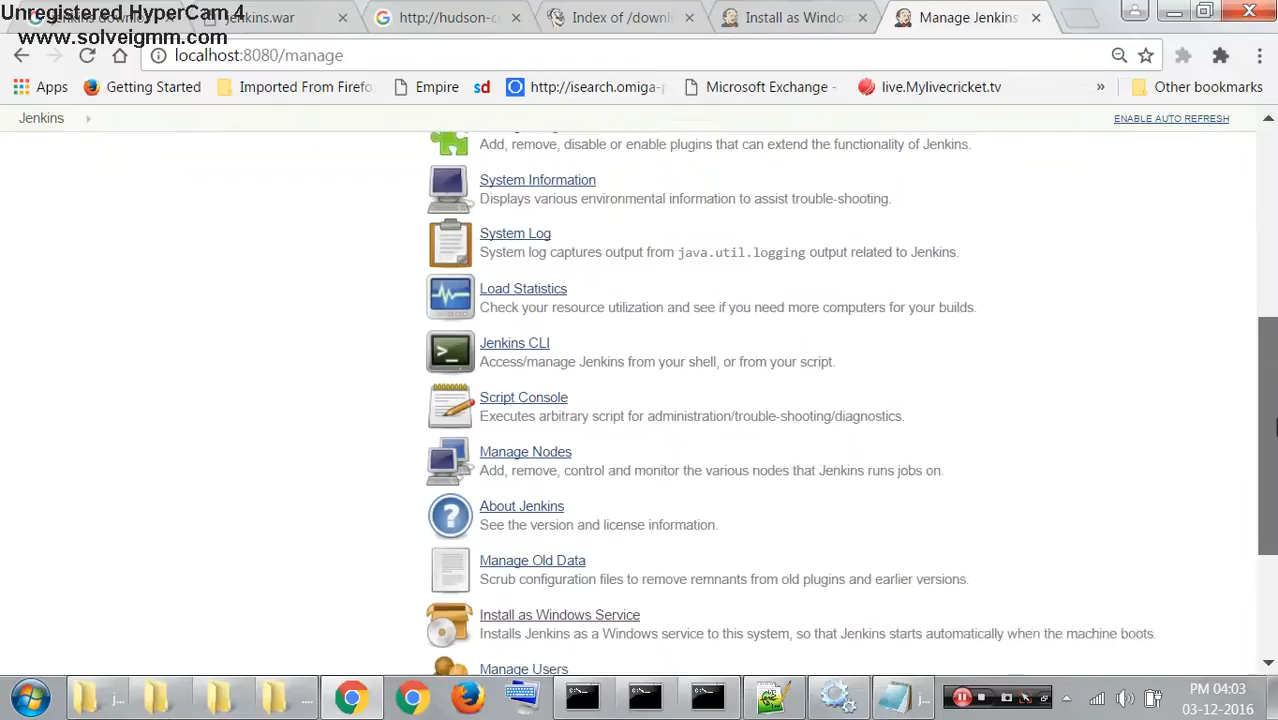 Unregistered HyperCam 4
www.solveigmm.com
Jenkins.war
http://hudson-c
Index of /downl
Install as Windo
Manage Jenkins
localhost:8080/manage
Apps
Getting Started
Imported From Firefo
Empire
sd
http://isearch.omiga-p
Microsoft Exchange -
live.Mylivecricket.tv
»
Other bookmarks
Jenkins
ENABLE AUTO REFRESH
Add, remove, disable or enable plugins that can extend the functionality of Jenkins.
System Information
Displays various environmental information to assist trouble-shooting.
System Log
System log captures output from java.util.logging output related to Jenkins.
Load Statistics
Check your resource utilization and see if you need more computers for your builds.
Jenkins CLI
Access/manage Jenkins from your shell, or from your script.
Script Console
Executes arbitrary script for administration/trouble-shooting/diagnostics.
Manage Nodes
Add, remove, control and monitor the various nodes that Jenkins runs jobs on.
About Jenkins
See the version and license information.
Manage Old Data
Scrub configuration files to remove remnants from old plugins and earlier versions.
Install as Windows Service
Installs Jenkins as a Windows service to this system, so that Jenkins starts automatically when the machine boots.
Manage Users
j...
...
j...
PM 04:03
03-12-2016